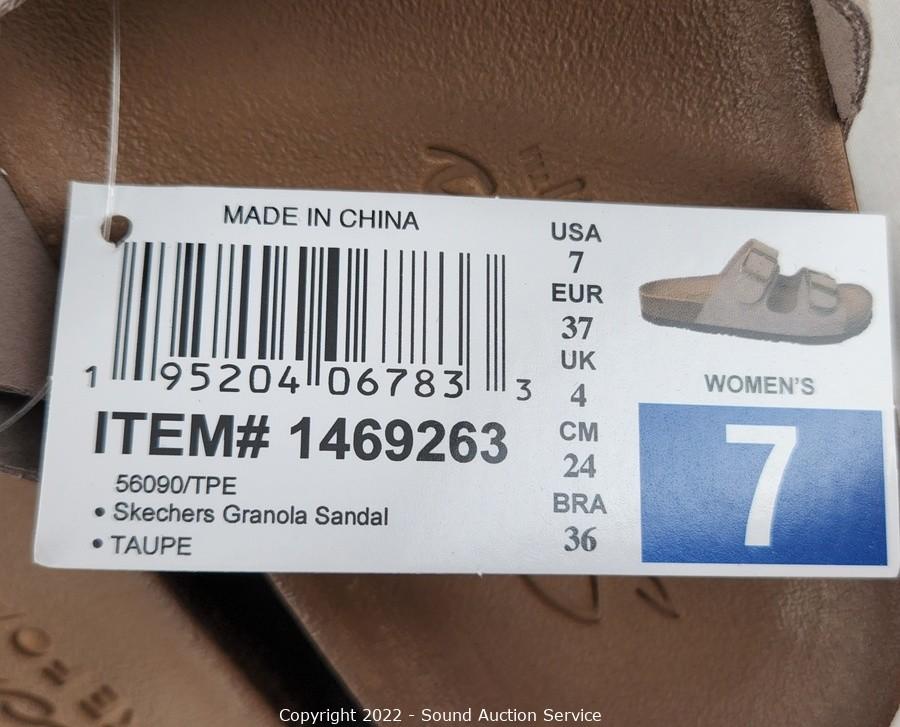 MADE IN CHINA
1 95204 06783 3
ITEM# 1469263
56090/TPE
• Skechers Granola Sandal
• TAUPE
USA
7
EUR
37
UK
4
CM
24
BRA
36
WOMEN'S
7
Copyright 2022 - Sound Auction Service